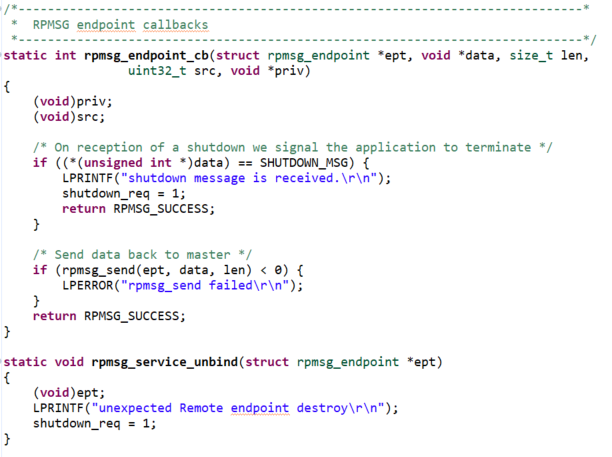 /*-----------------------------------------------------------------------------*
 *  RPMSG endpoint callbacks
 *-----------------------------------------------------------------------------*/
static int rpmsg_endpoint_cb(struct rpmsg_endpoint *ept, void *data, size_t len,
                 uint32_t src, void *priv)
{
    (void)priv;
    (void)src;

    /* On reception of a shutdown we signal the application to terminate */
    if ((*(unsigned int *)data) == SHUTDOWN_MSG) {
        LPRINTF("shutdown message is received.\r\n");
        shutdown_req = 1;
        return RPMSG_SUCCESS;
    }

    /* Send data back to master */
    if (rpmsg_send(ept, data, len) < 0) {
        LPERROR("rpmsg_send failed\r\n");
    }
    return RPMSG_SUCCESS;
}

static void rpmsg_service_unbind(struct rpmsg_endpoint *ept)
{
    (void)ept;
    LPRINTF("unexpected Remote endpoint destroy\r\n");
    shutdown_req = 1;
}